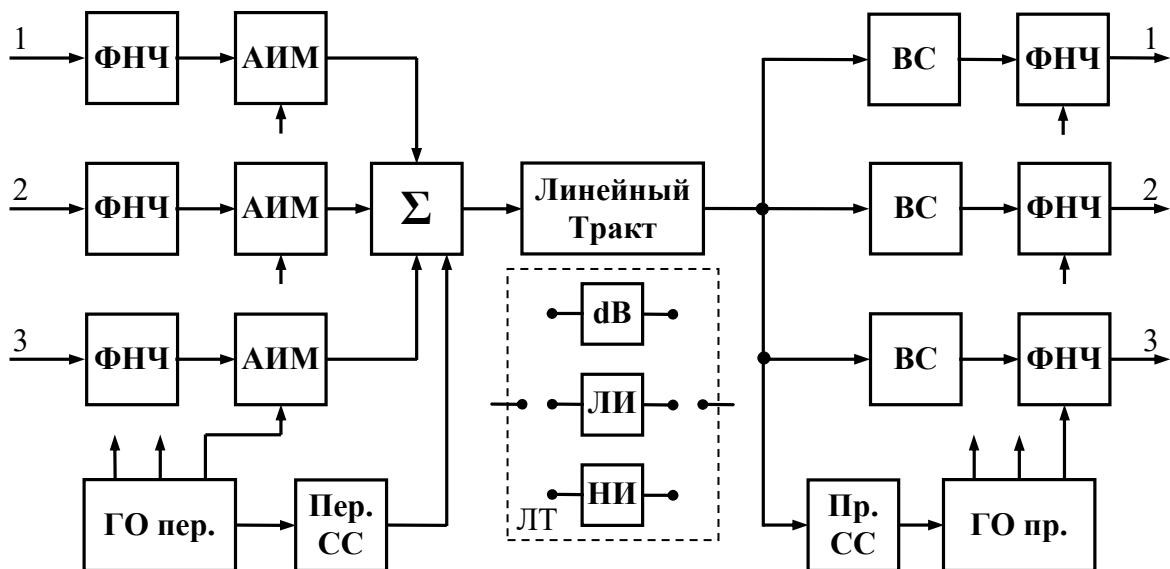 1
ФНЧ
АИМ
ВС
ФНЧ
1
2
ФНЧ
АИМ
Σ
Линейный
Тракт
ВС
ФНЧ
2
dB
3
ФНЧ
АИМ
ВС
ФНЧ
3
ЛИ
НИ
ЛТ
ГО пер.
Пер.
СС
Пр.
СС
ГО пр.